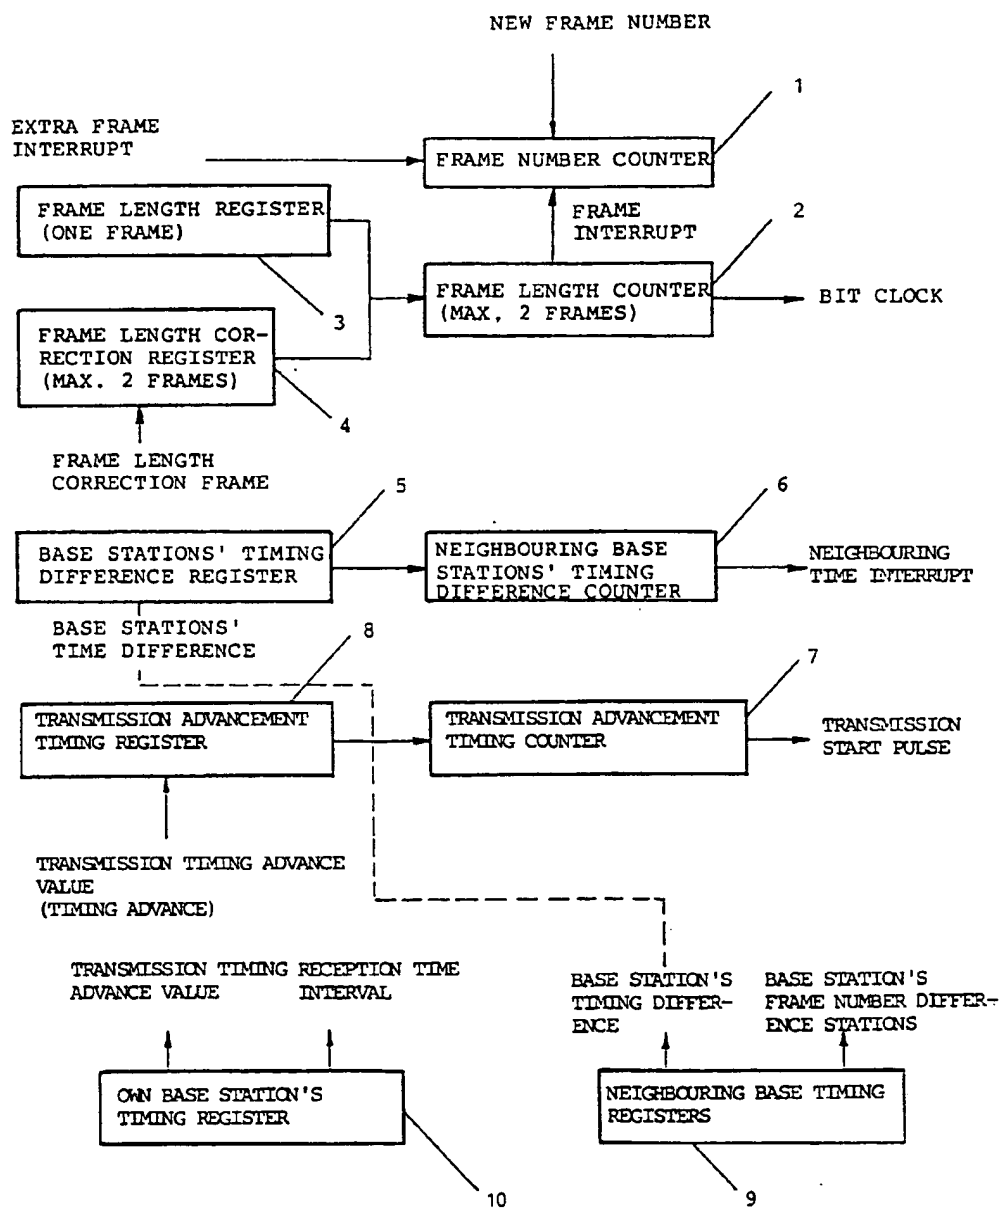 NEW FRAME NUMBER
1
EXTRA FRAME
INTERRUPT
FRAME NUMBER COUNTER
FRAME LENGTH REGISTER
(ONE FRAME)
3
FRAME
INTERRUPT
2
FRAME LENGTH COUNTER
(MAX. 2 FRAMES)
BIT CLOCK
FRAME LENGTH COR-
RECTION REGISTER
(MAX. 2 FRAMES)
4
FRAME LENGTH
CORRECTION FRAME
5
6
BASE STATIONS' TIMING
DIFFERENCE REGISTER
NEIGHBOURING BASE
STATIONS' TIMING
DIFFERENCE COUNTER
NEIGHBOURING
TIME INTERRUPT
BASE STATIONS'
TIME DIFFERENCE
8
7
TRANSMISSION ADVANCEMENT
TIMING REGISTER
TRANSMISSION ADVANCEMENT
TIMING COUNTER
TRANSMISSION
START PULSE
TRANSMISSION TIMING ADVANCE
VALUE
(TIMING ADVANCE)
TRANSMISSION TIMING
ADVANCE VALUE
RECEPTION TIME
INTERVAL
BASE STATION'S
TIMING DIFFER-
ENCE
BASE STATION'S
FRAME NUMBER DIFFER-
ENCE STATIONS
OWN BASE STATION'S
TIMING REGISTER
10
NEIGHBOURING BASE TIMING
REGISTERS
9